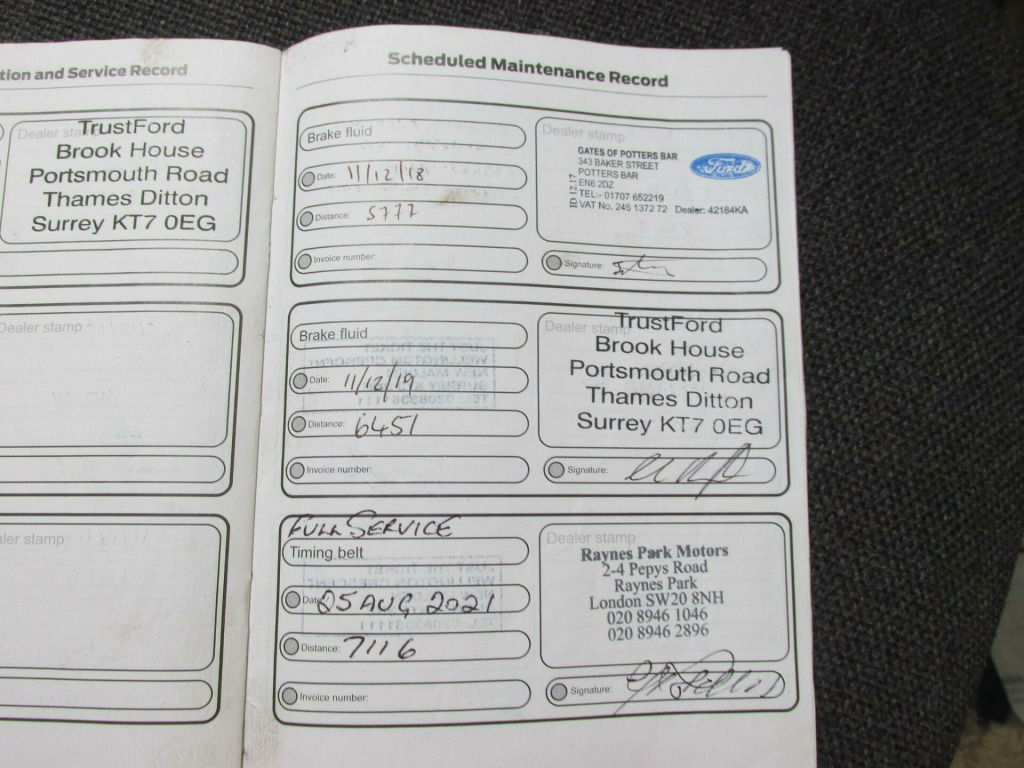 tion and Service Record
Dealer stamp
TrustFord
Brook House
Portsmouth Road
Thames Ditton
Surrey KT7 0EG
Dealer stamp
ler stamp
Scheduled Maintenance Record
Brake fluid
Date: 11/12/18
Distance: 5777
Invoice number:
Dealer stamp
GATES OF POTTERS BAR
343 BAKER STREET
POTTERS BAR
EN6 2DZ
TEL:- 01707 652219
VAT No. 245 1372 72 Dealer: 42184KA
ID 12.17
Ford
Signature:
Brake fluid
Date: 11/12/19
Distance: 6451
Invoice number:
Dealer stamp
TrustFord
Brook House
Portsmouth Road
Thames Ditton
Surrey KT7 0EG
Signature:
FULL SERVICE
Timing belt
Date: 25 AUG 2021
Distance: 7116
Invoice number:
Dealer stamp
Raynes Park Motors
2-4 Pepys Road
Raynes Park
London SW20 8NH
020 8946 1046
020 8946 2896
Signature: